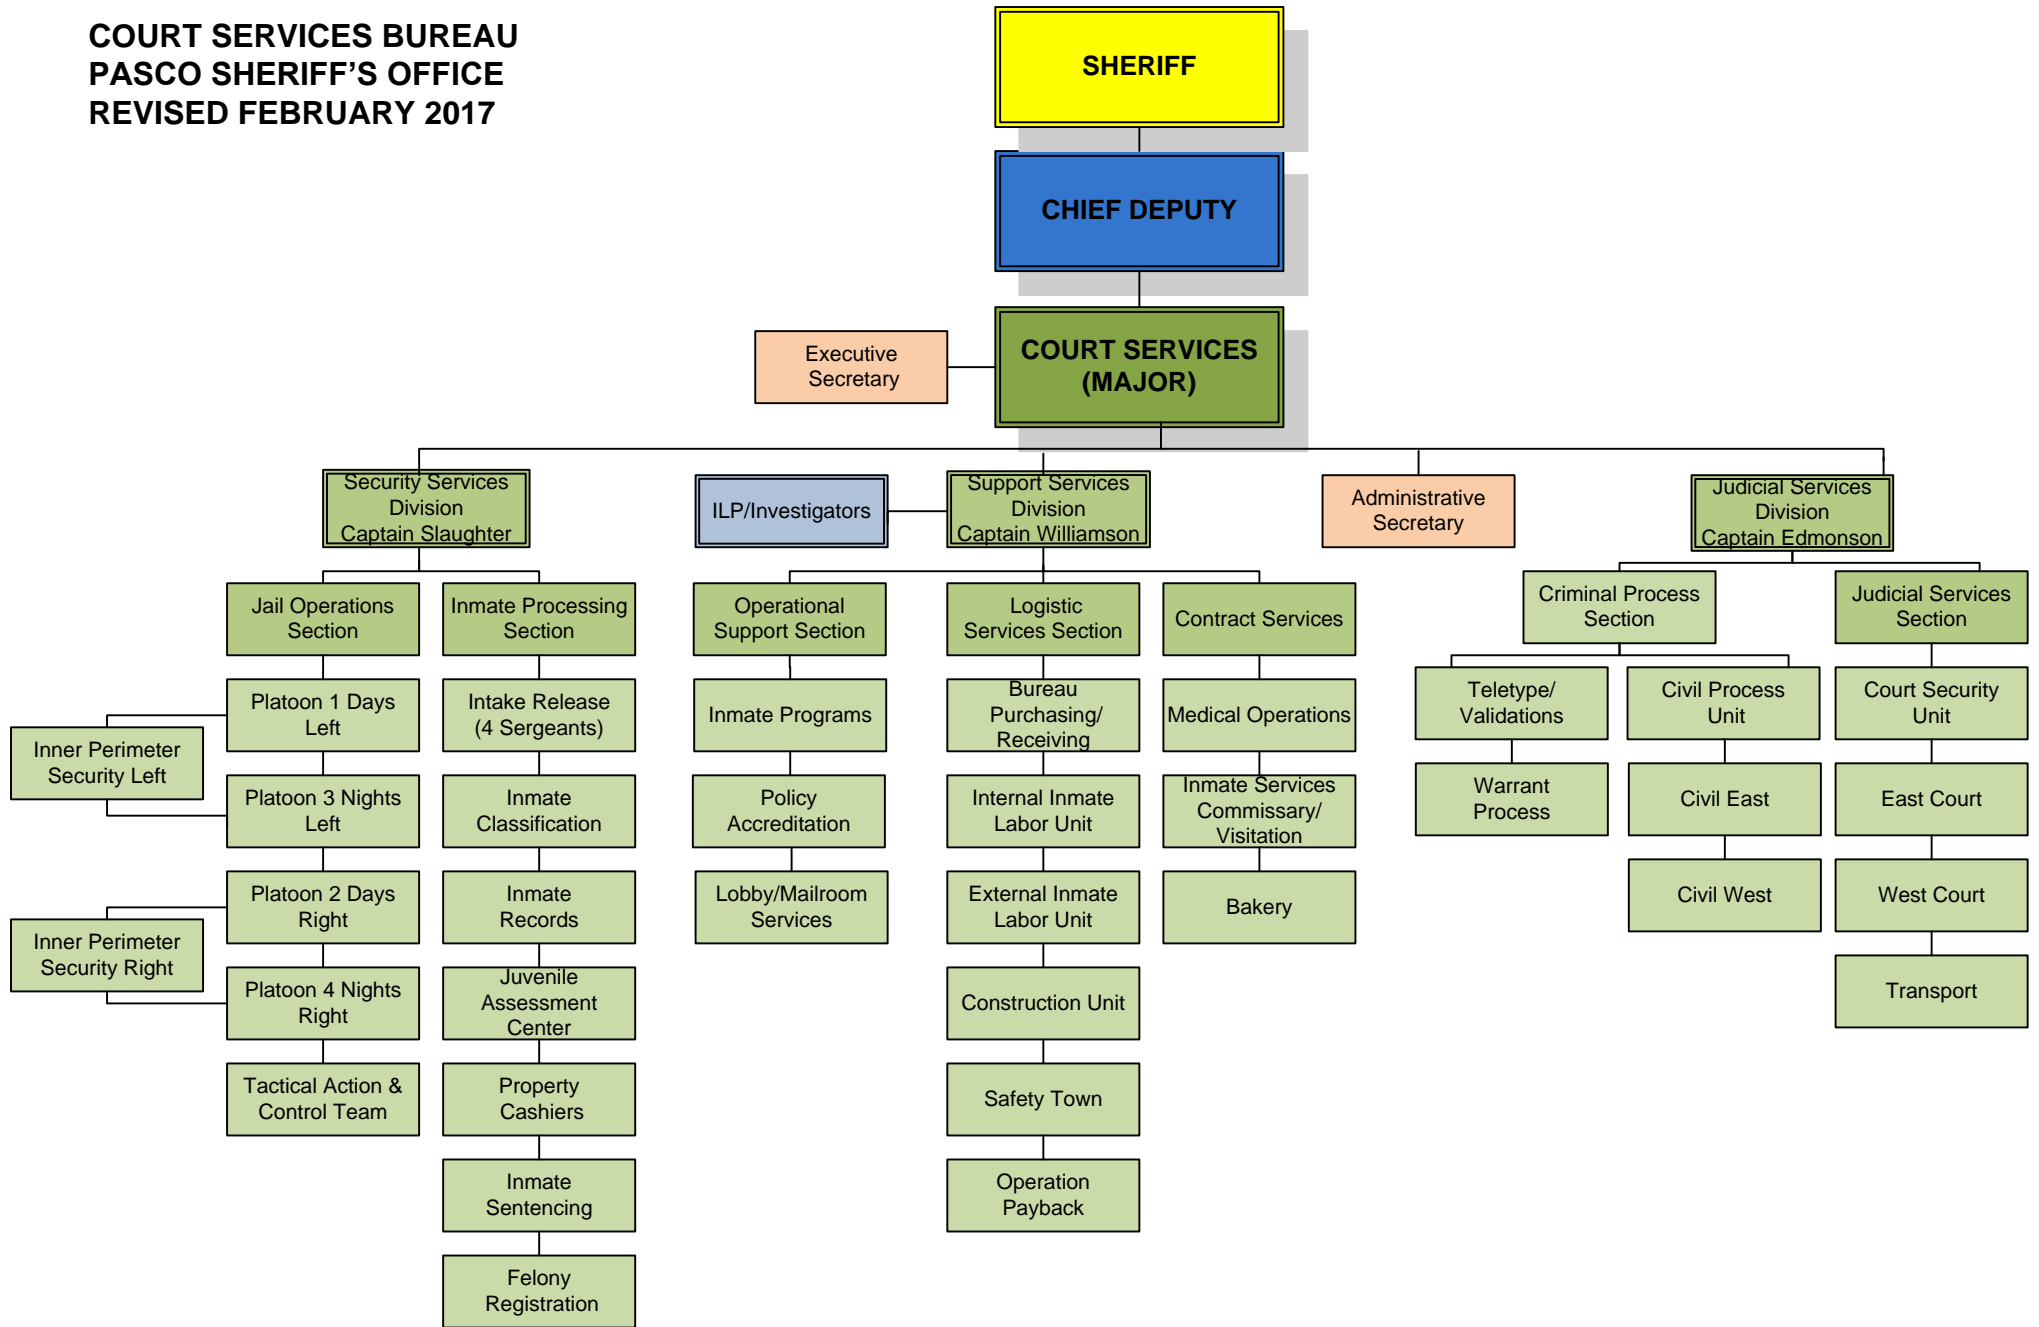 COURT SERVICES BUREAU
PASCO SHERIFF'S OFFICE
REVISED FEBRUARY 2017
SHERIFF
CHIEF DEPUTY
COURT SERVICES
(MAJOR)
Executive
Secretary
Security Services
Division
Captain Slaughter
ILP/Investigators
Support Services
Division
Captain Williamson
Administrative
Secretary
Judicial Services
Division
Captain Edmonson
Jail Operations
Section
Inmate Processing
Section
Operational
Support Section
Logistic
Services Section
Contract Services
Criminal Process
Section
Judicial Services
Section
Platoon 1 Days
Left
Intake Release
(4 Sergeants)
Inmate Programs
Bureau
Purchasing/
Receiving
Medical Operations
Teletype/
Validations
Civil Process
Unit
Court Security
Unit
Inner Perimeter
Security Left
Platoon 3 Nights
Left
Inmate
Classification
Policy
Accreditation
Internal Inmate
Labor Unit
Inmate Services
Commissary/
Visitation
Warrant
Process
Civil East
East Court
Platoon 2 Days
Right
Inmate
Records
Lobby/Mailroom
Services
External Inmate
Labor Unit
Bakery
Civil West
West Court
Inner Perimeter
Security Right
Platoon 4 Nights
Right
Juvenile
Assessment
Center
Construction Unit
Transport
Tactical Action &
Control Team
Property
Cashiers
Safety Town
Inmate
Sentencing
Operation
Payback
Felony
Registration